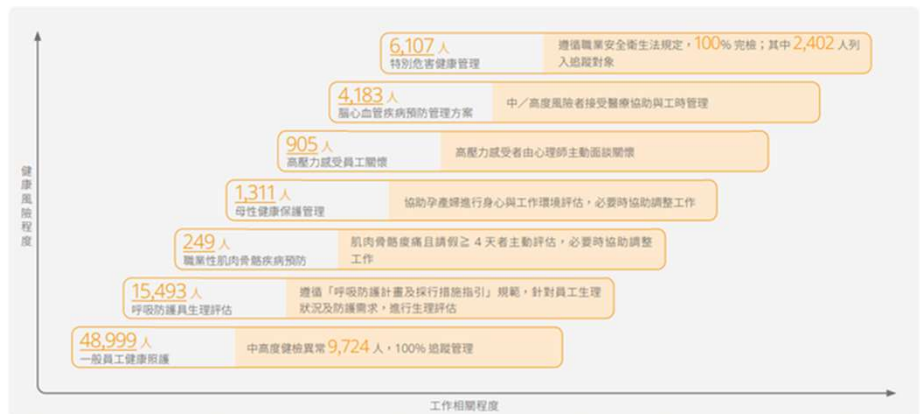 6,107 人
特別危害健康管理
遵循職業安全衛生法規定，100% 完檢；其中 2,402 人列
入追蹤對象
4,183 人
腦心血管疾病預防管理方案
中／高度風險者接受醫療協助與工時管理
905 人
高壓力感受員工關懷
高壓力感受者由心理師主動面談關懷
1,311 人
母性健康保護管理
協助孕產婦進行身心與工作環境評估，必要時協助調整工作
249 人
職業性肌肉骨骼疾病預防
肌肉骨骼痠痛且請假≧ 4 天者主動評估，必要時協助調整
工作
15,493 人
呼吸防護具生理評估
遵循「呼吸防護計畫及採行措施指引」規範，針對員工生理
狀況及防護需求，進行生理評估
48,999 人
一般員工健康照護
中高度健檢異常 9,724 人，100% 追蹤管理
健康風險程度
工作相關程度